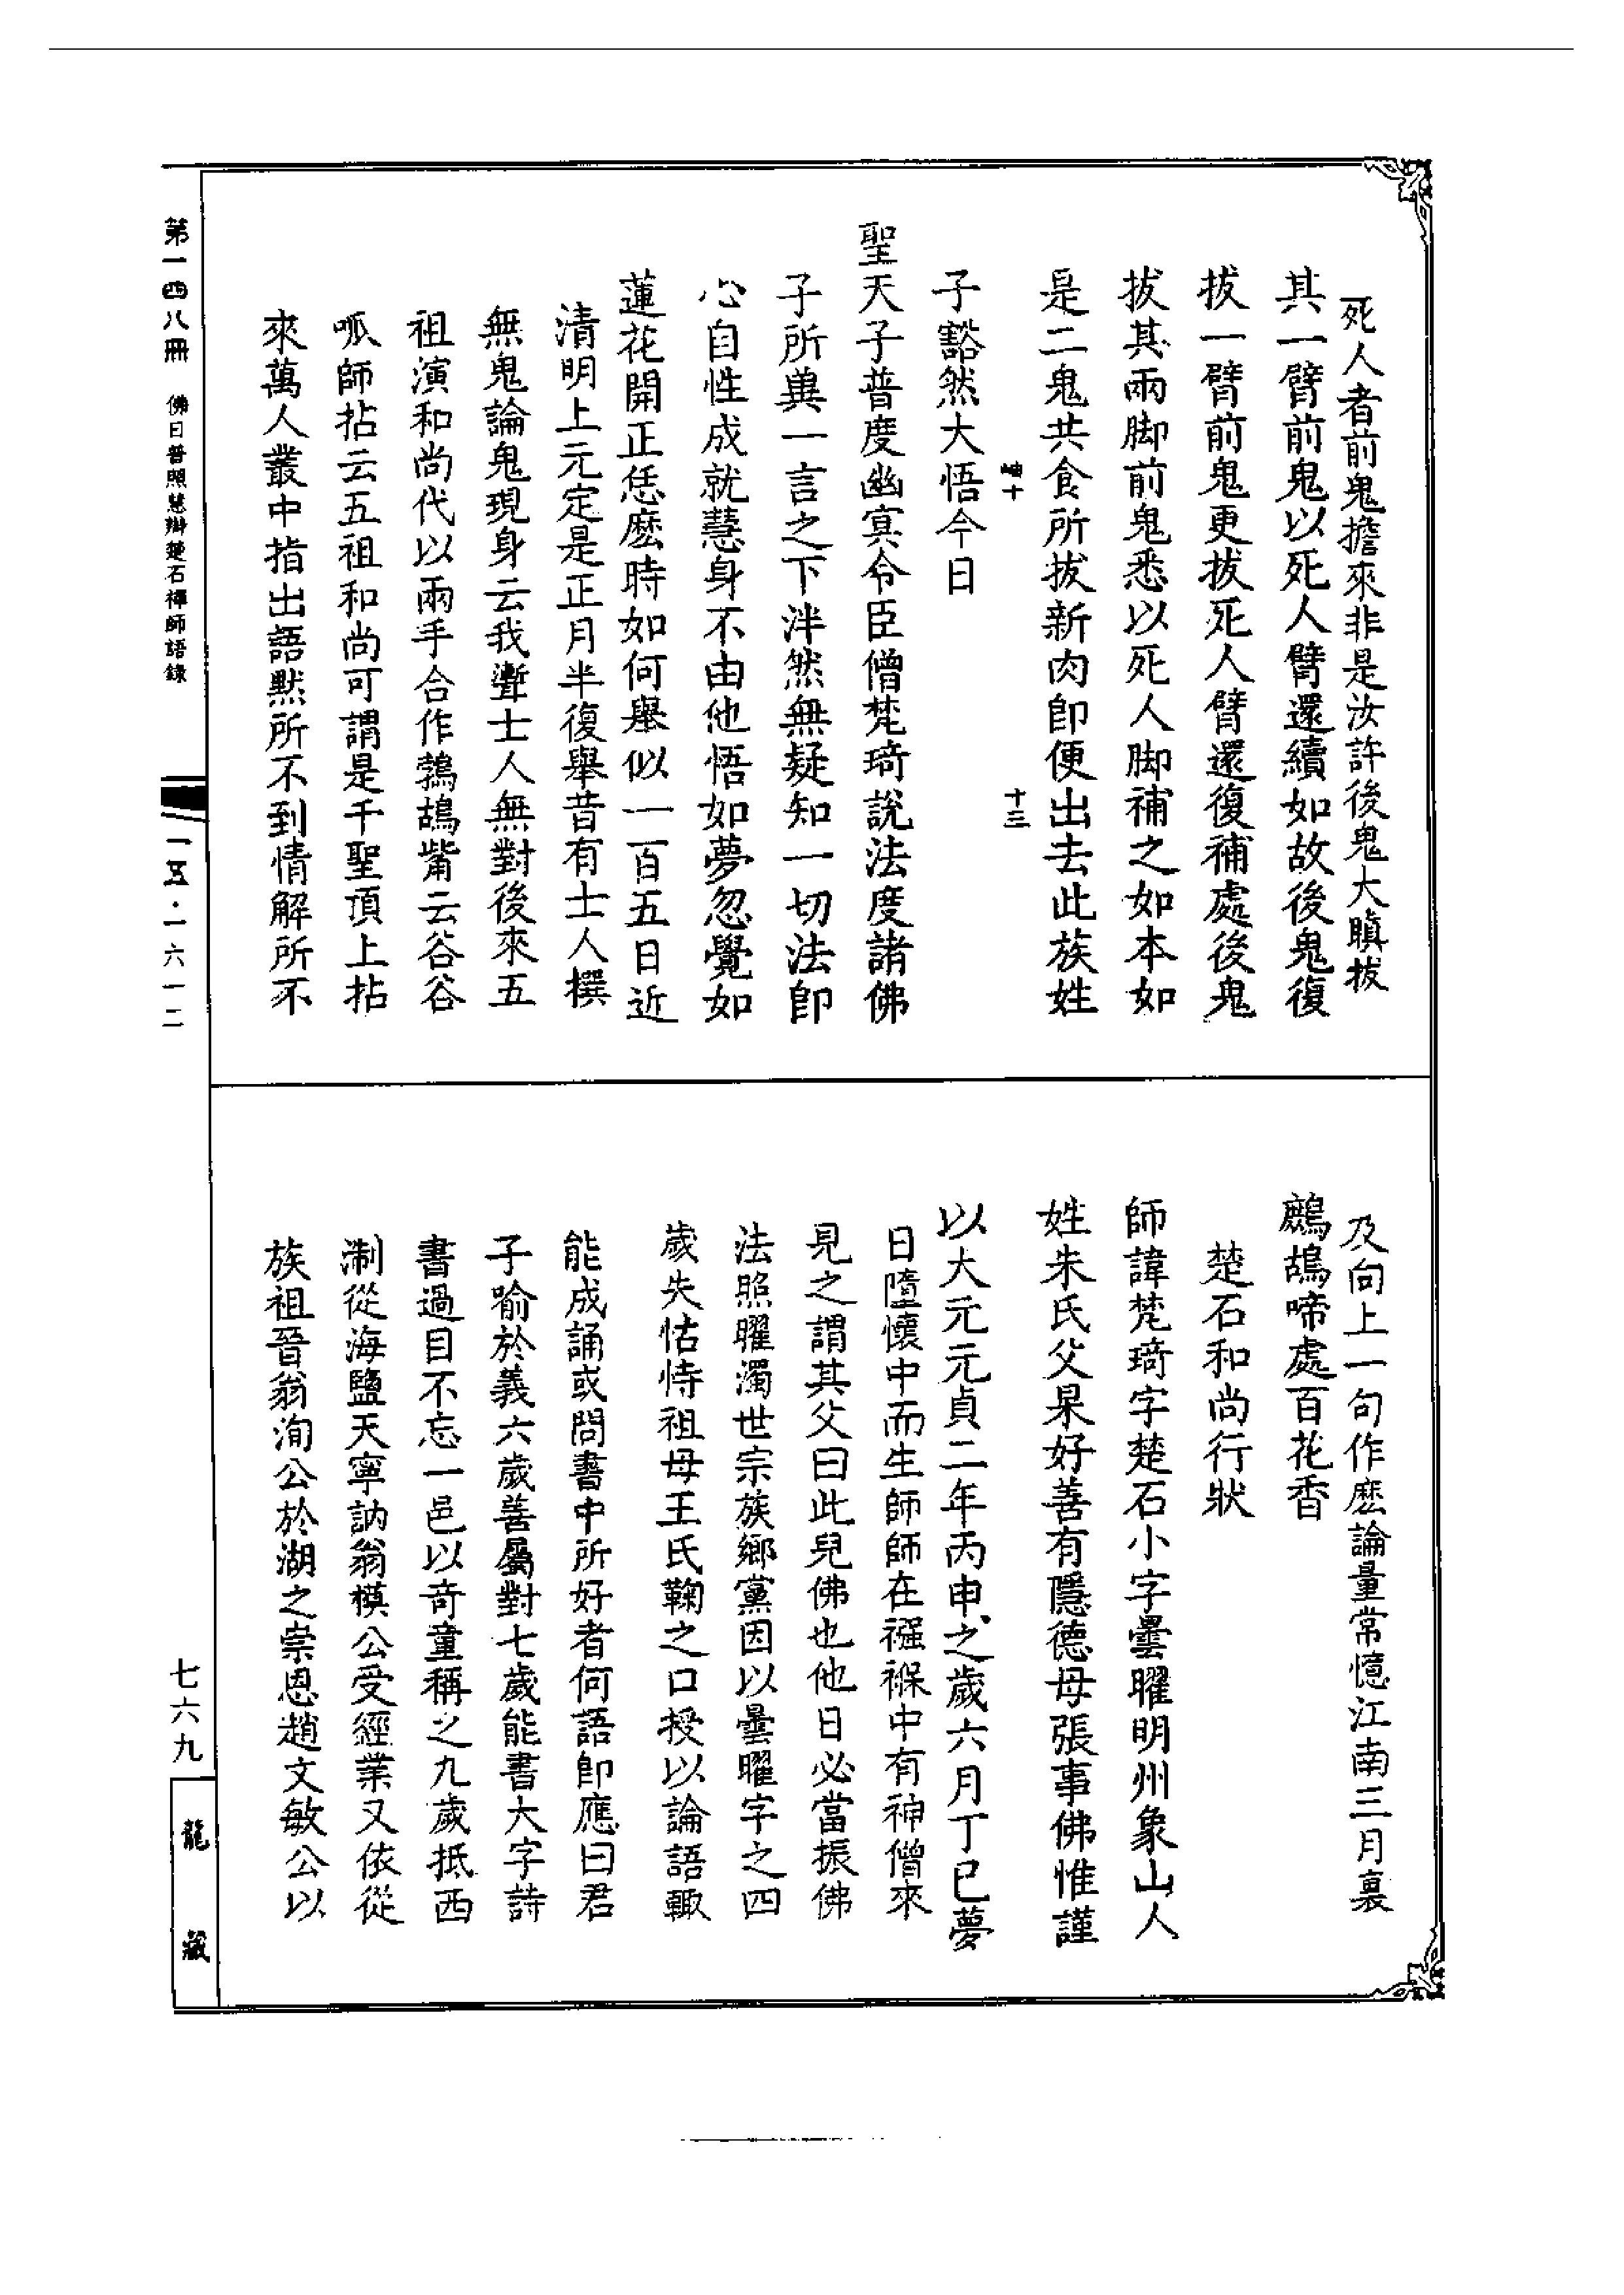 死人者前鬼擔來非是汝許後鬼大瞋拔
其一臂前鬼以死人臂還續如故後鬼復
拔一臂前鬼更拔死人臂還復補處後鬼
拔其兩脚前鬼悉以死人脚補之如本如
是二鬼共食所拔新肉即便出去此族姓
岫十
十三
子豁然大悟今日
聖天子普度幽冥令臣僧梵琦說法度諸佛
子所兾一言之下泮然無疑知一切法即
心自性成就慧身不由他悟如夢忽覺如
蓮花開正恁麽時如何舉似一百五日近
清明上元定是正月半復舉昔有士人撰
無鬼論鬼現身云我讐士人無對後來五
祖演和尚代以兩手合作鵓鴣觜云谷谷
呱師拈云五祖和尚可謂是千聖頂上拈
來萬人叢中指出語默所不到情解所不
及向上一句作麽論量常憶江南三月裏
鷓鴣啼處百花香
楚石和尚行狀
師諱梵琦字楚石小字曇曜明州象山人
姓朱氏父杲好善有隱德母張事佛惟謹
以大元元貞二年丙申之歲六月丁巳夢
日墮懷中而生師師在襁褓中有神僧來
見之謂其父曰此兒佛也他日必當振佛
法照曜濁世宗族鄉黨因以曇曜字之四
歲失怙恃祖母王氏鞠之口授以論語輒
能成誦或問書中所好者何語即應曰君
子喻於義六歲善屬對七歲能書大字詩
書過目不忘一邑以奇童稱之九歲抵西
淛從海鹽天寧訥翁模公受經業又依從
族祖晉翁洵公於湖之崇恩趙文敏公以
第一四八冊　佛日普照慧辯楚石禪師語錄
一五·一六一二
七六九
龍藏